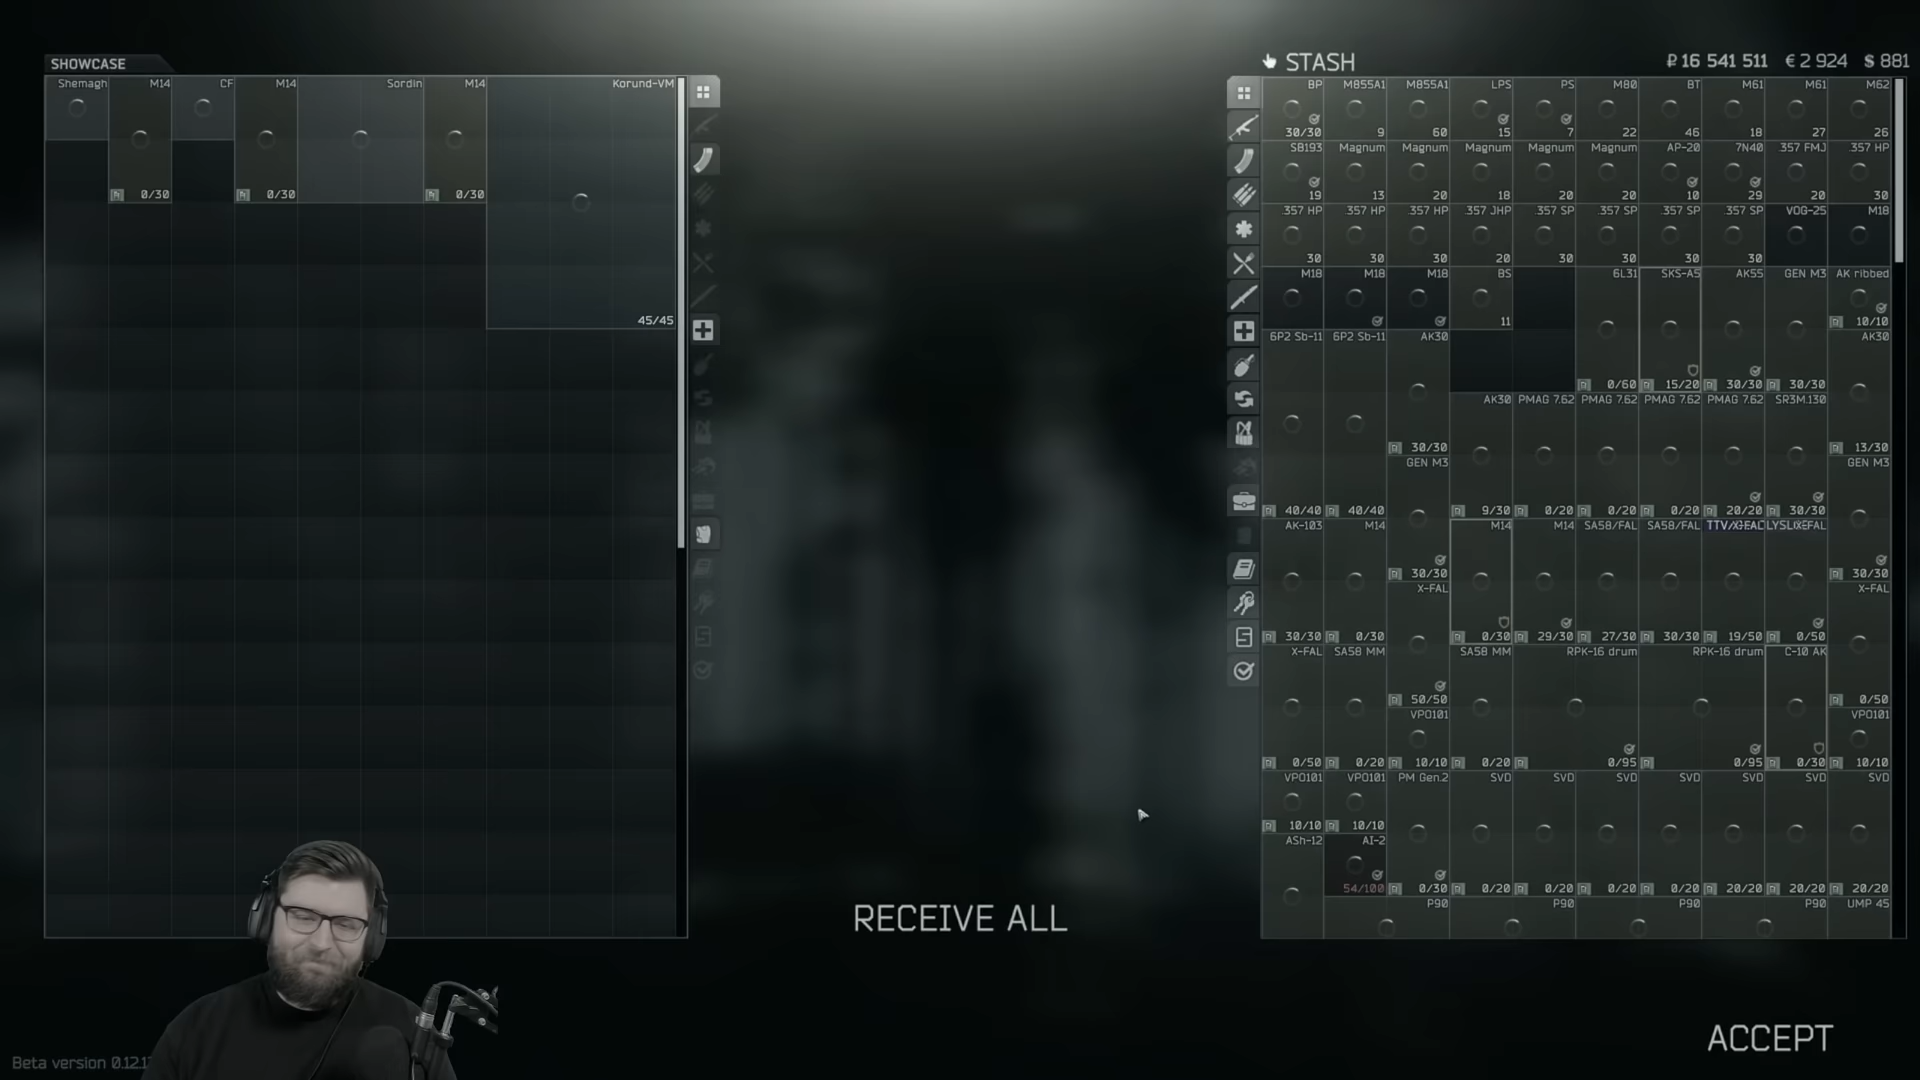 SHOWCASE
Shemagh M14 CF M14 Sordin M14 Korund-VM
0/30 0/30 0/30
45/45
STASH ₽ 16 541 511 € 2 924 $ 881
BP M855A1 M855A1 LPS PS M80 BT M61 M61 M62
30/30 9 60 15 7 22 46 18 27 26
SB193 Magnum Magnum Magnum Magnum Magnum AP-20 7N40 .357 FMJ .357 HP
19 13 20 18 20 20 10 29 20 30
.357 HP .357 HP .357 HP .357 JHP .357 SP .357 SP .357 SP .357 SP VOG-25 M18
30 30 30 20 30 30 30 30
M18 M18 M18 BS 6L31 SKS-A5 AK55 GEN M3 AK ribbed
11 10/10
6P2 Sb-11 6P2 Sb-11 AK30 AK30
0/60 15/20 30/30 30/30
AK30 PMAG 7.62 PMAG 7.62 PMAG 7.62 PMAG 7.62 SR3M.130
30/30 13/30
GEN M3 GEN M3
40/40 40/40 9/30 0/20 0/20 0/20 20/20 30/30
AK-103 M14 M14 M14 SA58/FAL SA58/FAL
30/30 30/30
X-FAL X-FAL
30/30 0/30 0/30 29/30 27/30 30/30 19/50 0/50
X-FAL SA58 MM SA58 MM RPK-16 drum RPK-16 drum C-10 AK
50/50 0/50
VPO101 VPO101
0/50 0/20 10/10 0/20 0/95 0/95 0/30 10/10
VPO101 VPO101 PM Gen.2 SVD SVD SVD SVD SVD SVD SVD
10/10 10/10
ASh-12 AI-2
54/100 0/30 0/20 0/20 0/20 0/20 20/20 20/20 20/20
P90 P90 P90 P90 UMP 45
RECEIVE ALL
ACCEPT
Beta version 0.12.1